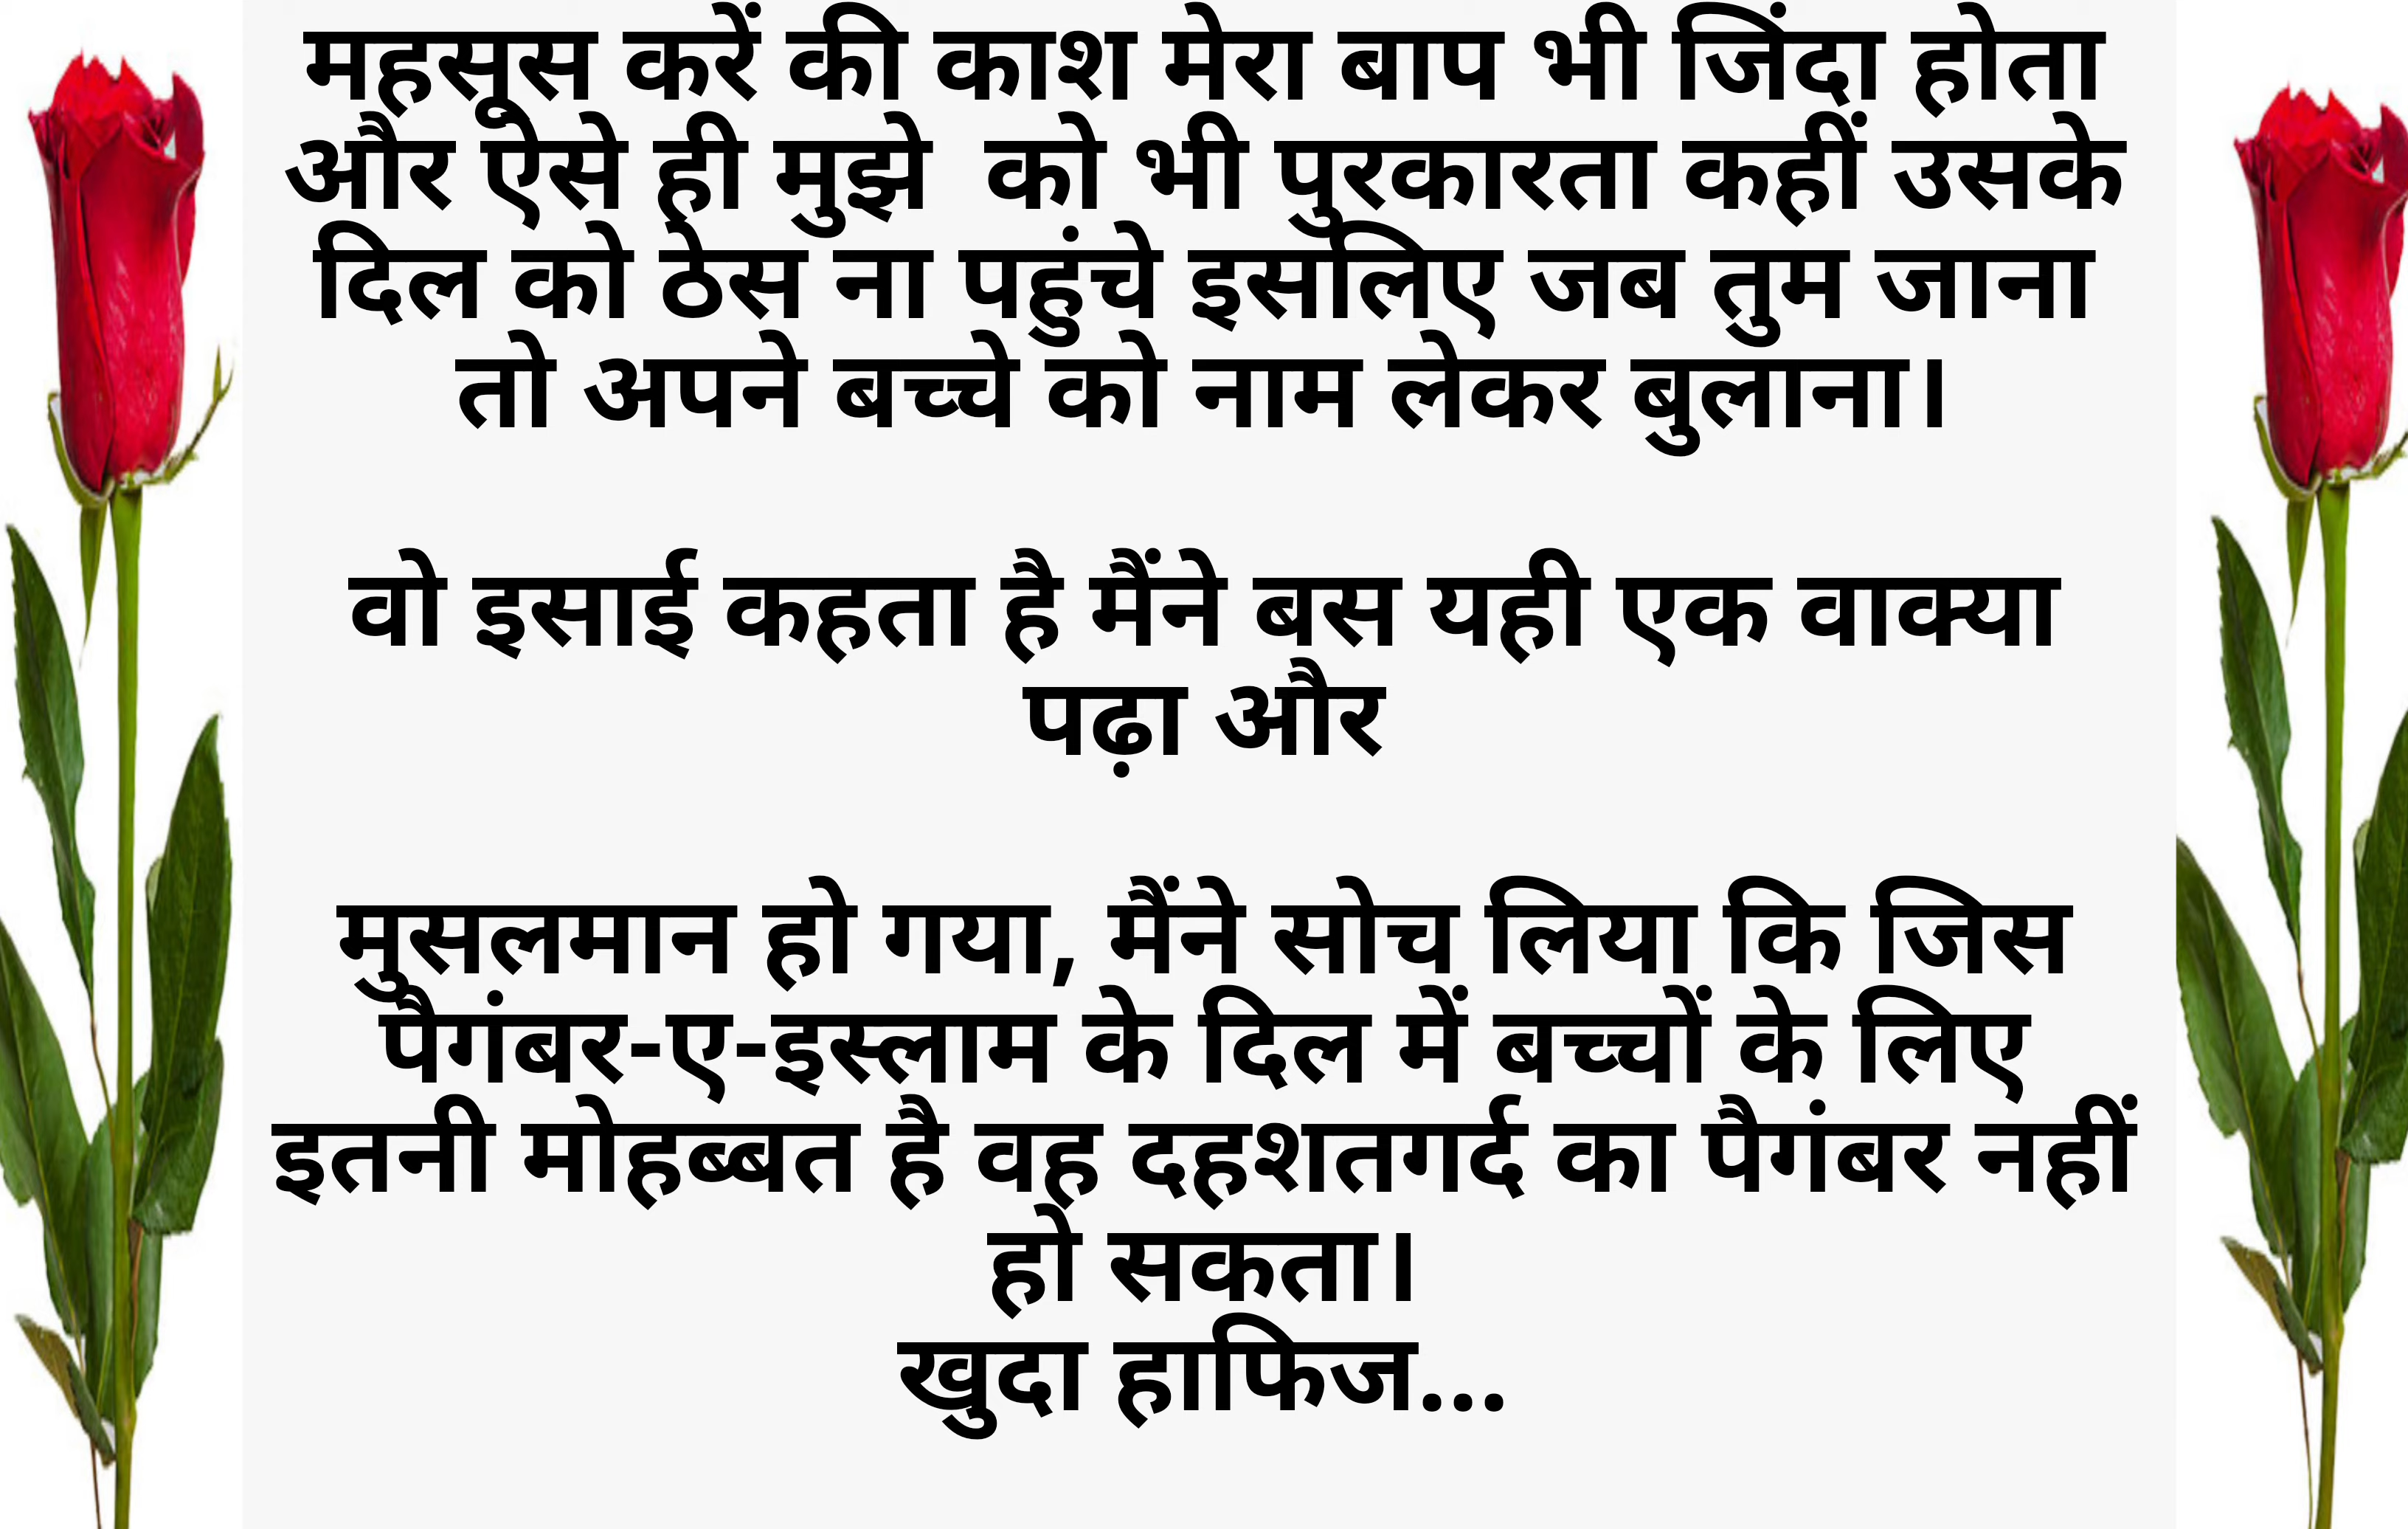 महसूस करें की काश मेरा बाप भी जिंदा होता
और ऐसे ही मुझे को भी पुरकारता कहीं उसके
दिल को ठेस ना पहुंचे इसलिए जब तुम जाना
तो अपने बच्चे को नाम लेकर बुलाना।
वो इसाई कहता है मैंने बस यही एक वाक्या
पढ़ा और
मुसलमान हो गया, मैंने सोच लिया कि जिस
पैगंबर-ए-इस्लाम के दिल में बच्चों के लिए
इतनी मोहब्बत है वह दहशतगर्द का पैगंबर नहीं
हो सकता।
खुदा हाफिज...